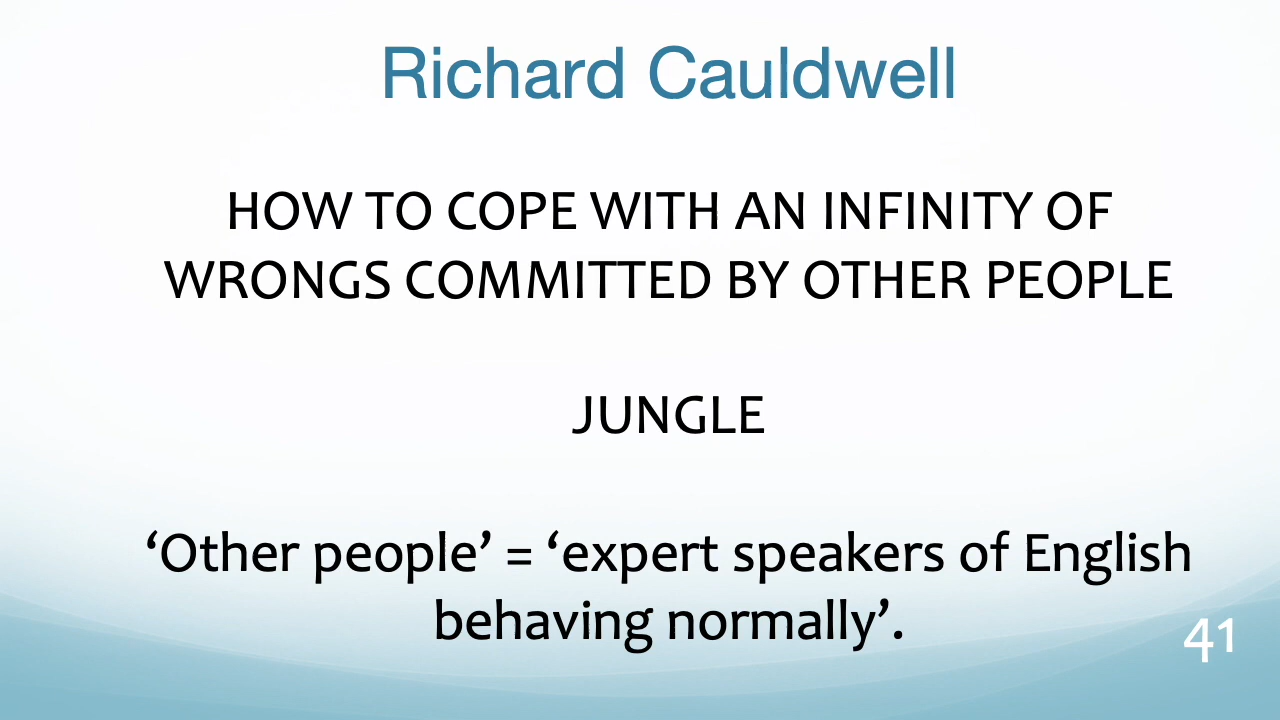 Richard Cauldwell
HOW TO COPE WITH AN INFINITY OF
WRONGS COMMITTED BY OTHER PEOPLE
JUNGLE
‘Other people’ = ‘expert speakers of English
behaving normally’.
41